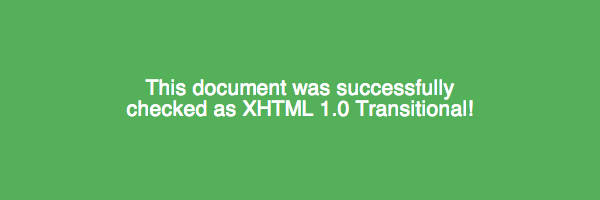 This document was successfully
checked as XHTML 1.0 Transitional!